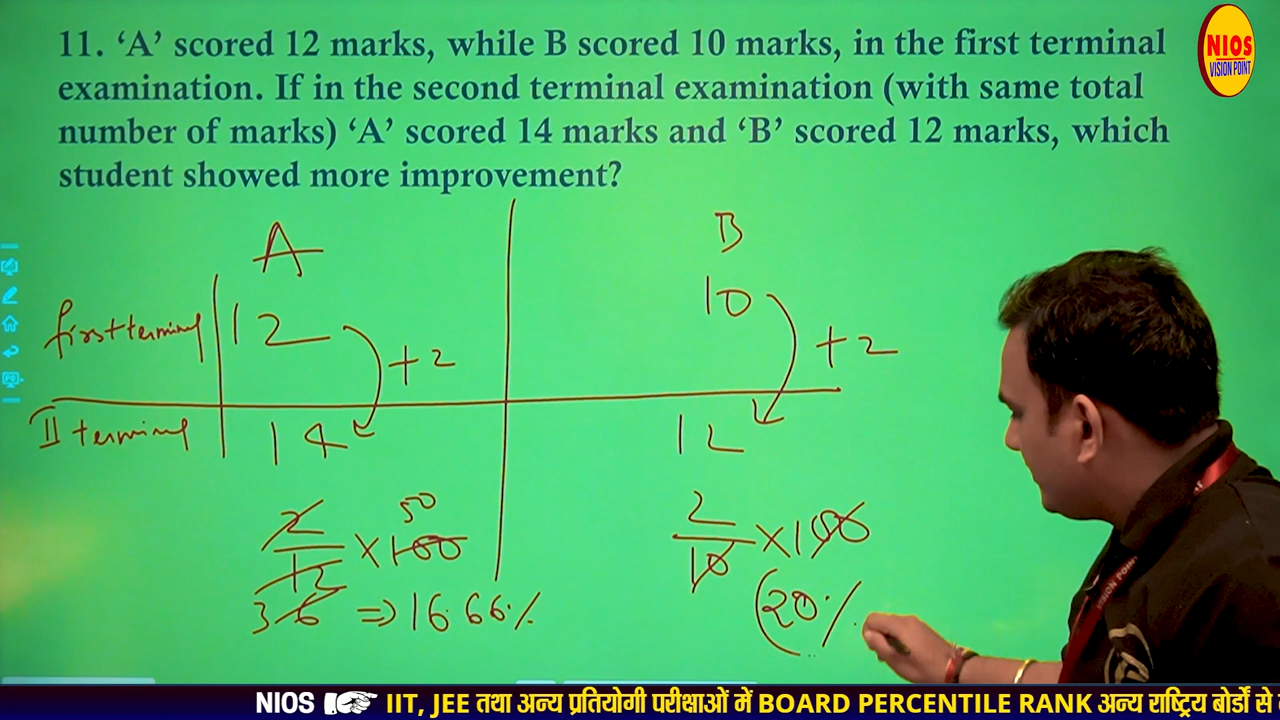 11. ‘A’ scored 12 marks, while B scored 10 marks, in the first terminal
examination. If in the second terminal examination (with same total
number of marks) ‘A’ scored 14 marks and ‘B’ scored 12 marks, which
student showed more improvement?
NIOS
VISION POINT
A B
first terminal 12 +2 10 +2
II terminal 14 12
50
2/12 × 100 2/10 × 100
3 6 ⇒ 16.66% (20%
VISION POINT
NIOS IIT, JEE तथा अन्य प्रतियोगी परीक्षाओं में BOARD PERCENTILE RANK अन्य राष्ट्रिय बोर्डों से